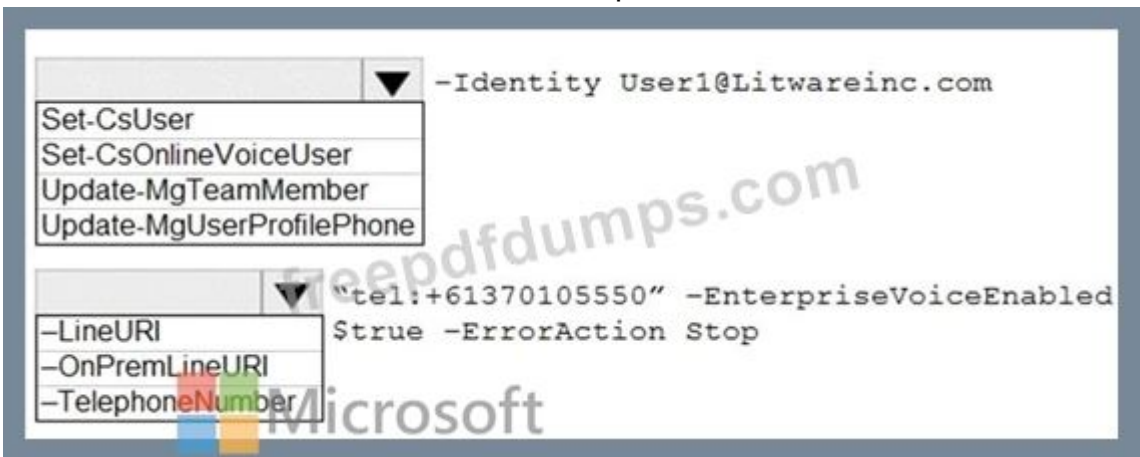 –Identity User1@Litwareinc.com
Set-CsUser
Set-CsOnlineVoiceUser
Update-MgTeamMember
Update-MgUserProfilePhone
freepdfdumps.com
“tel:+61370105550” –EnterpriseVoiceEnabled
$true –ErrorAction Stop
–LineURI
–OnPremLineURI
–TelephoneNumber
Microsoft